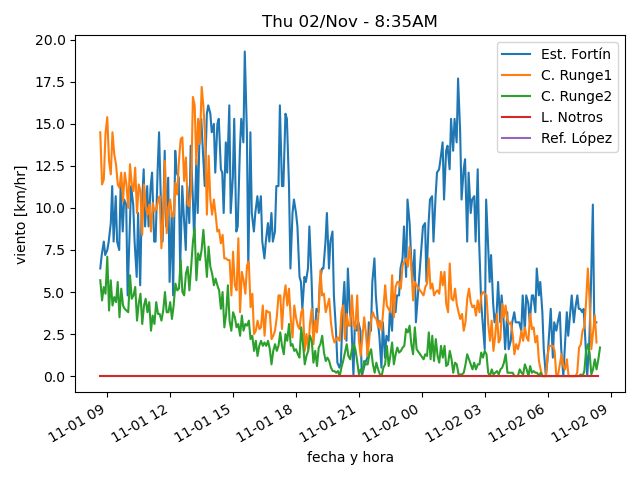 Thu 02/Nov - 8:35AM
20.0
17.5
15.0
12.5
10.0
7.5
5.0
2.5
0.0
viento [km/hr]
Est. Fortín
C. Runge1
C. Runge2
L. Notros
Ref. López
11-01 09
11-01 12
11-01 15
11-01 18
11-01 21
11-02 00
11-02 03
11-02 06
11-02 09
fecha y hora